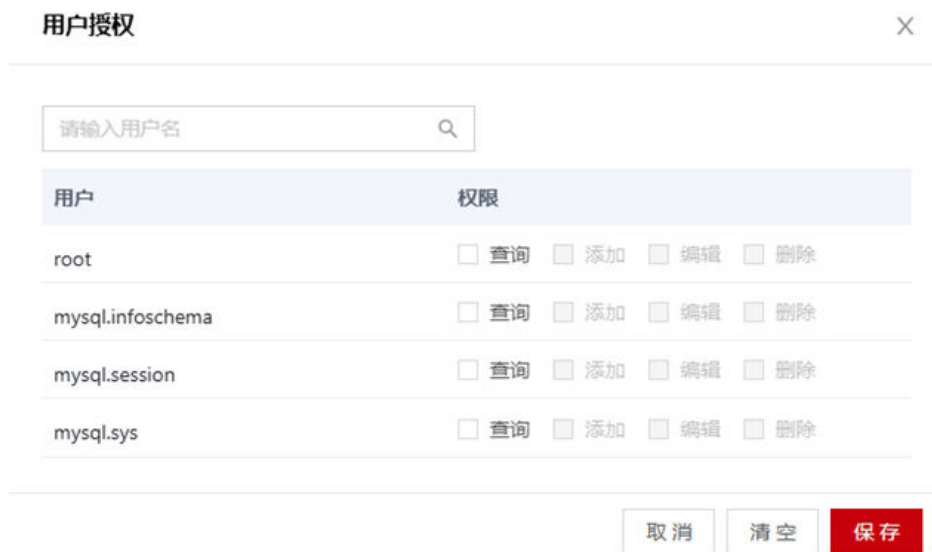 用户授权
请输入用户名
用户 权限
root 查询 添加 编辑 删除
mysql.infoschema 查询 添加 编辑 删除
mysql.session 查询 添加 编辑 删除
mysql.sys 查询 添加 编辑 删除
取消 清空 保存